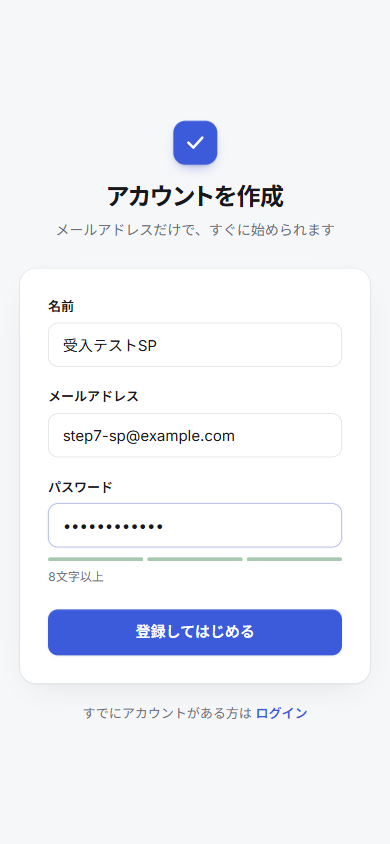 アカウントを作成
メールアドレスだけで、すぐに始められます
名前
受入テストSP
メールアドレス
step7-sp@example.com
パスワード
••••••••••••
8文字以上
登録してはじめる
すでにアカウントがある方は ログイン